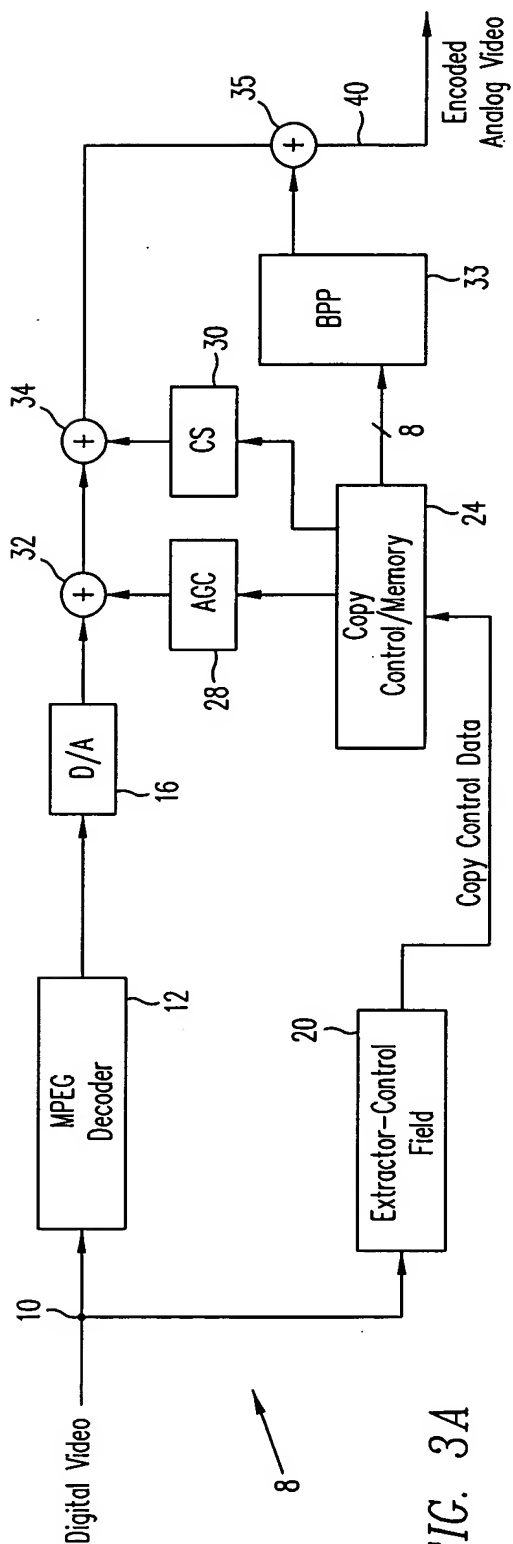 Digital Video
10
MPEG
Decoder
12
D/A
16
32
34
35
40
Encoded
Analog Video
AGC
28
CS
30
BPP
33
8
Copy
Control/Memory
24
Copy Control Data
Extractor-Control
Field
20
8
FIG. 3A